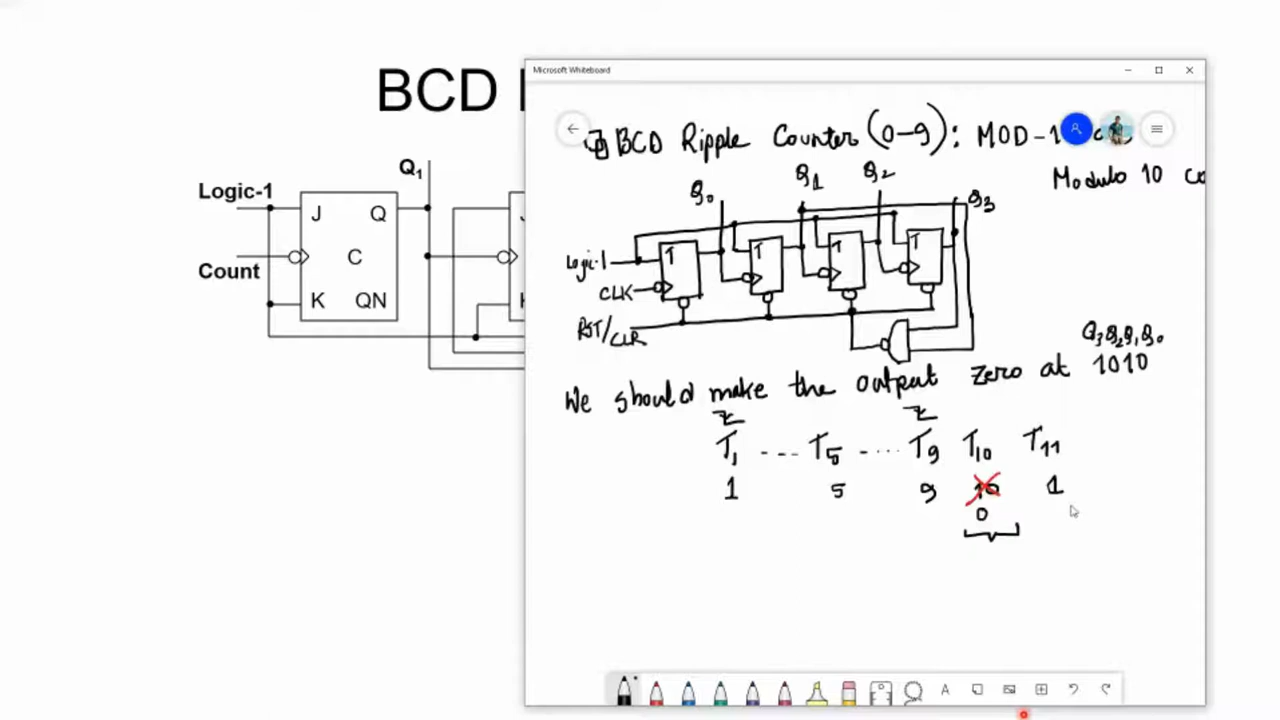 BCD
Q1
Logic-1
J Q
C
Count
K QN
Microsoft Whiteboard
BCD Ripple Counter (0-9): MOD-1
Modulo 10 co
Q0 Q1 Q2 Q3
Logic-1 T T T T
CLK
RST/CLR
Q3Q2Q1Q0
We should make the output zero at 1010
T1 --- T5 --- T9 T10 T11
1 5 9 10 1
0
A